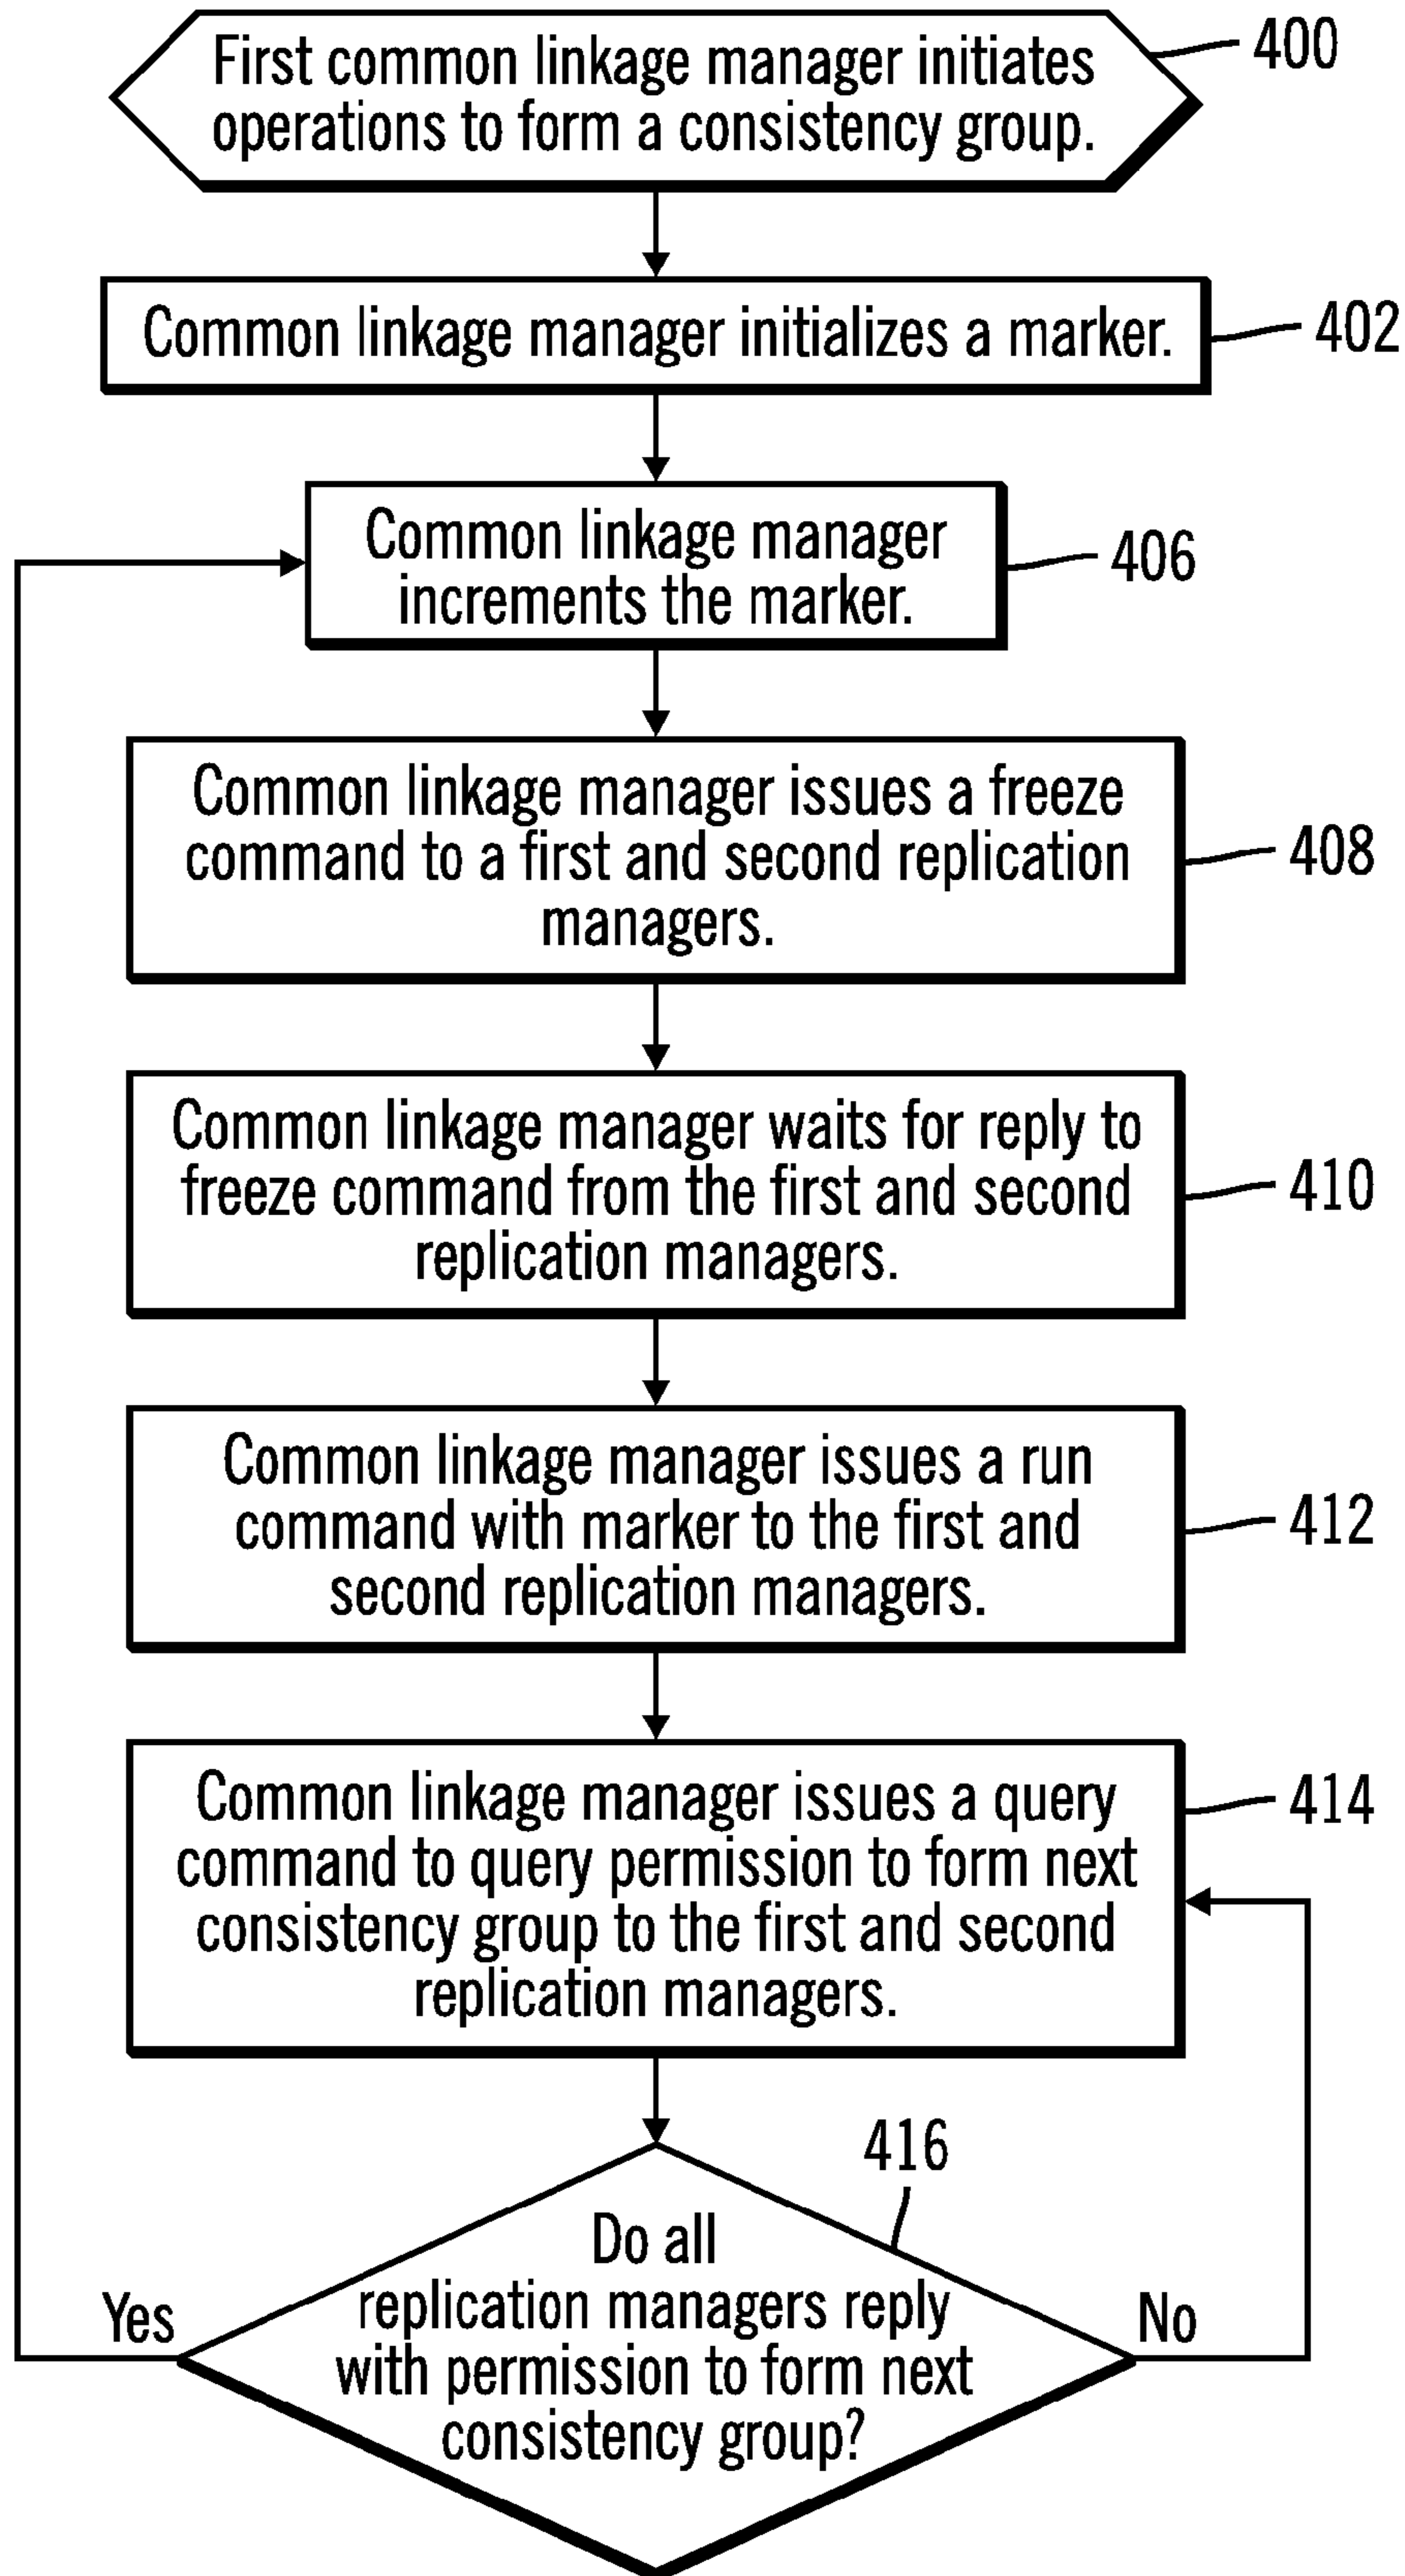 First common linkage manager initiates
operations to form a consistency group.
400
Common linkage manager initializes a marker.
402
Common linkage manager
increments the marker.
406
Common linkage manager issues a freeze
command to a first and second replication
managers.
408
Common linkage manager waits for reply to
freeze command from the first and second
replication managers.
410
Common linkage manager issues a run
command with marker to the first and
second replication managers.
412
Common linkage manager issues a query
command to query permission to form next
consistency group to the first and second
replication managers.
414
416
Do all
replication managers reply
with permission to form next
consistency group?
Yes
No